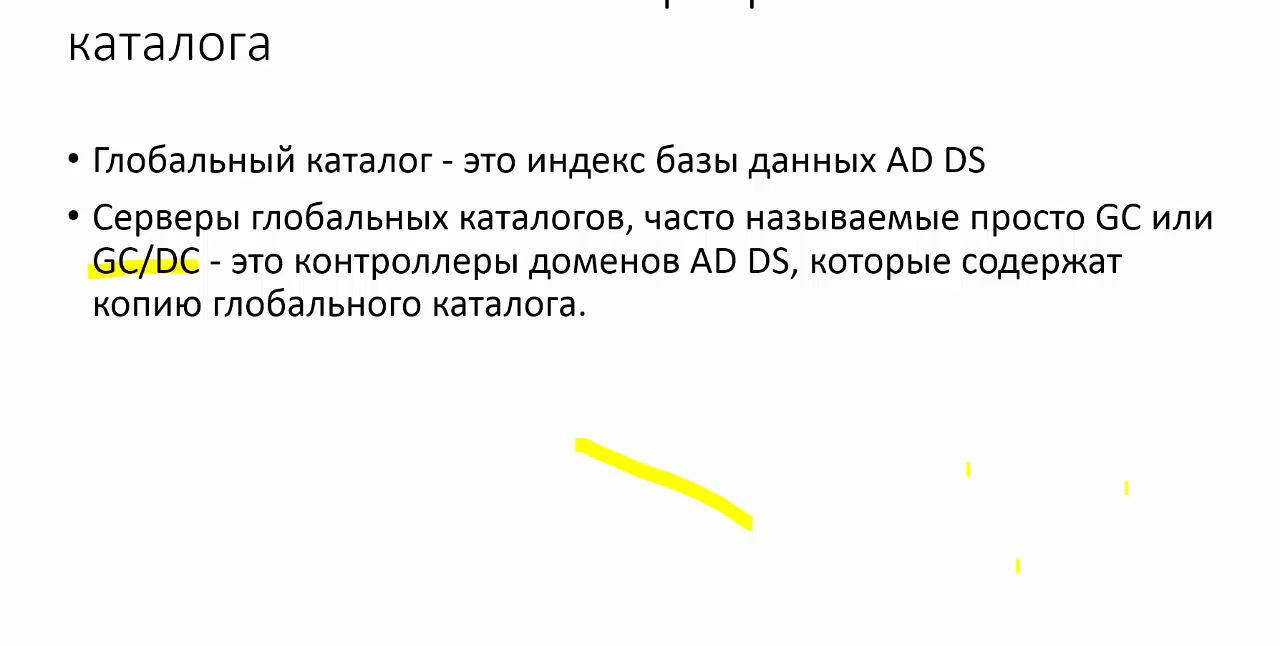 каталога
• Глобальный каталог - это индекс базы данных AD DS
• Серверы глобальных каталогов, часто называемые просто GC или
GC/DC - это контроллеры доменов AD DS, которые содержат
копию глобального каталога.